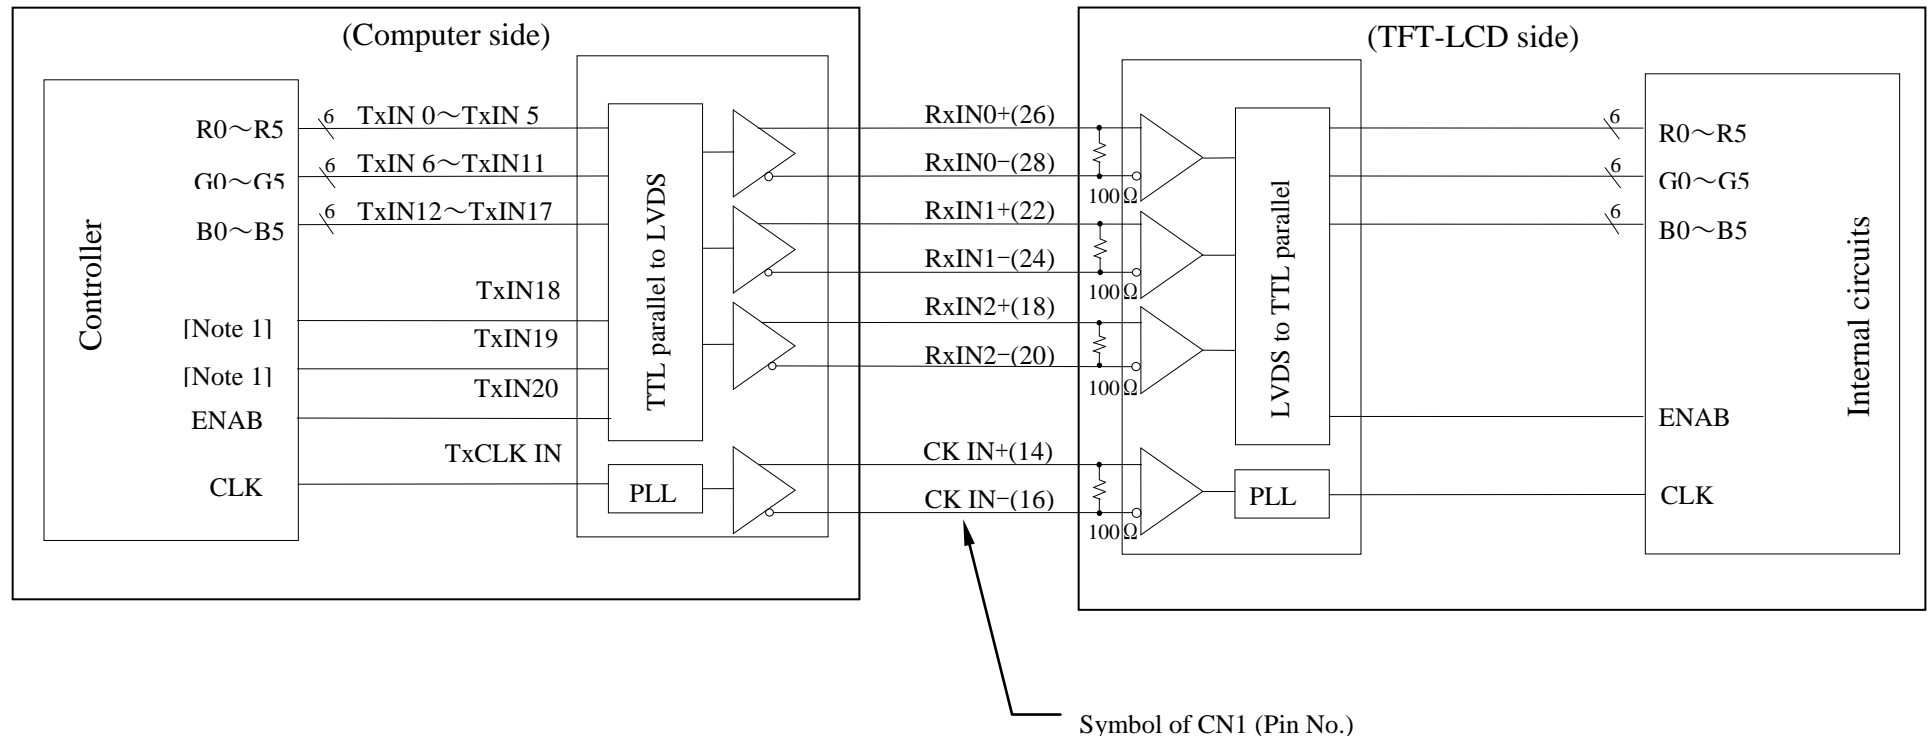 (Computer side)
(TFT-LCD side)
Controller
R0～R5
6
TxIN 0～TxIN 5
G0～G5
6
TxIN 6～TxIN11
B0～B5
6
TxIN12～TxIN17
TxIN18
[Note 1]
TxIN19
[Note 1]
TxIN20
ENAB
TxCLK IN
CLK
TTL parallel to LVDS
PLL
RxIN0+(26)
RxIN0−(28)
100Ω
RxIN1+(22)
RxIN1−(24)
100Ω
RxIN2+(18)
RxIN2−(20)
100Ω
CK IN+(14)
CK IN−(16)
100Ω
LVDS to TTL parallel
PLL
6
R0～R5
6
G0～G5
6
B0～B5
ENAB
CLK
Internal circuits
Symbol of CN1 (Pin No.)